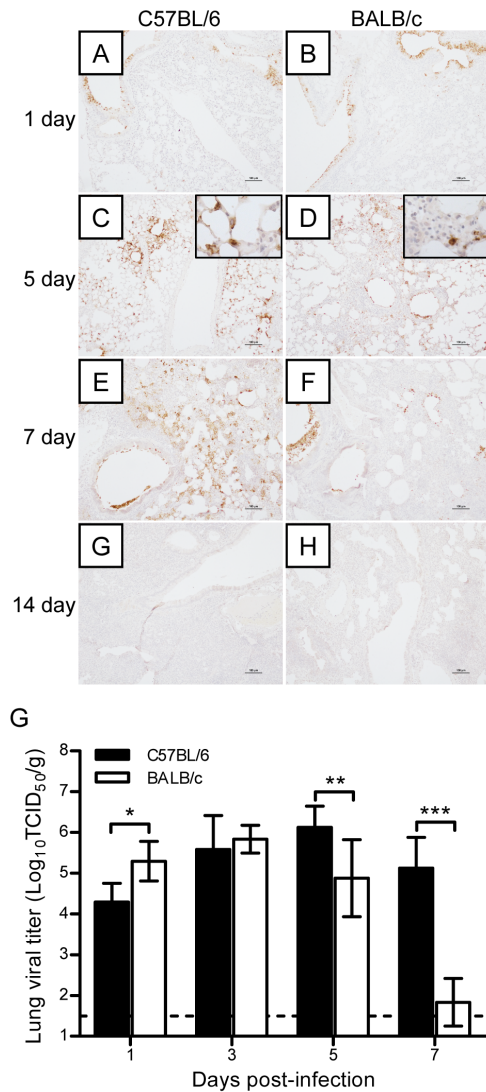 C57BL/6 BALB/c
A B
1 day
C D
5 day
E F
7 day
G H
14 day
G
8
7
6
5
4
3
2
1
Lung viral titer (Log10TCID50/g)
C57BL/6
BALB/c
*
**
***
1 3 5 7
Days post-infection